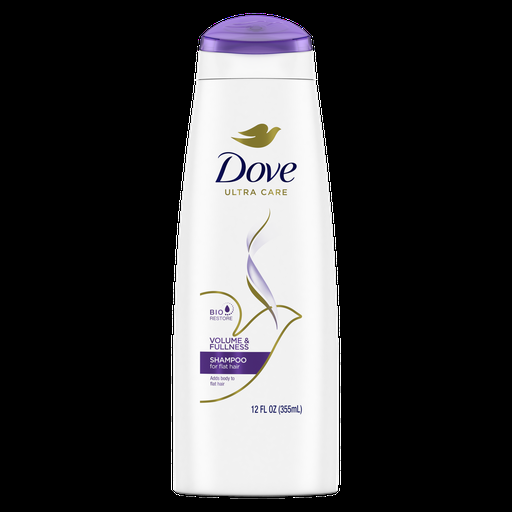 Dove
ULTRA CARE
BIO
RESTORE
VOLUME &
FULLNESS
SHAMPOO
for flat hair
Adds body to
flat hair
12 FL OZ (355mL)